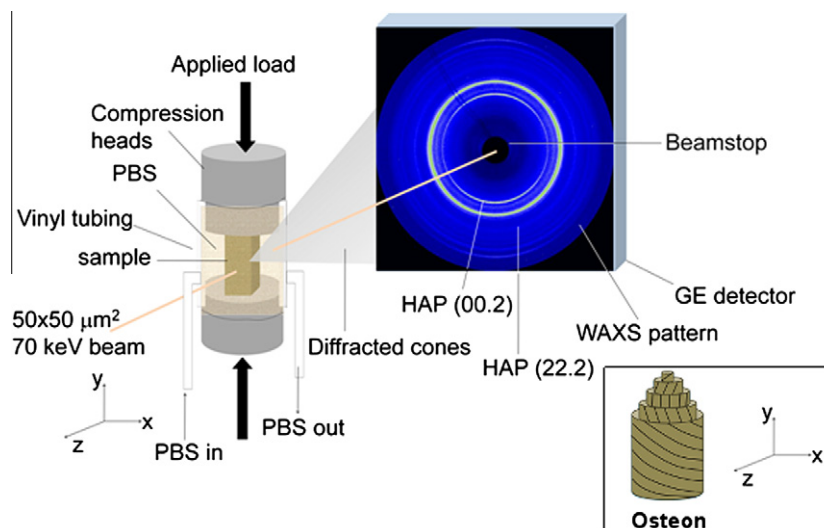 Applied load
Compression
heads
PBS
Vinyl tubing
sample
50x50 μm²
70 keV beam
Beamstop
GE detector
HAP (00.2)
WAXS pattern
HAP (22.2)
Diffracted cones
y
x
z
PBS in
PBS out
y
x
z
Osteon